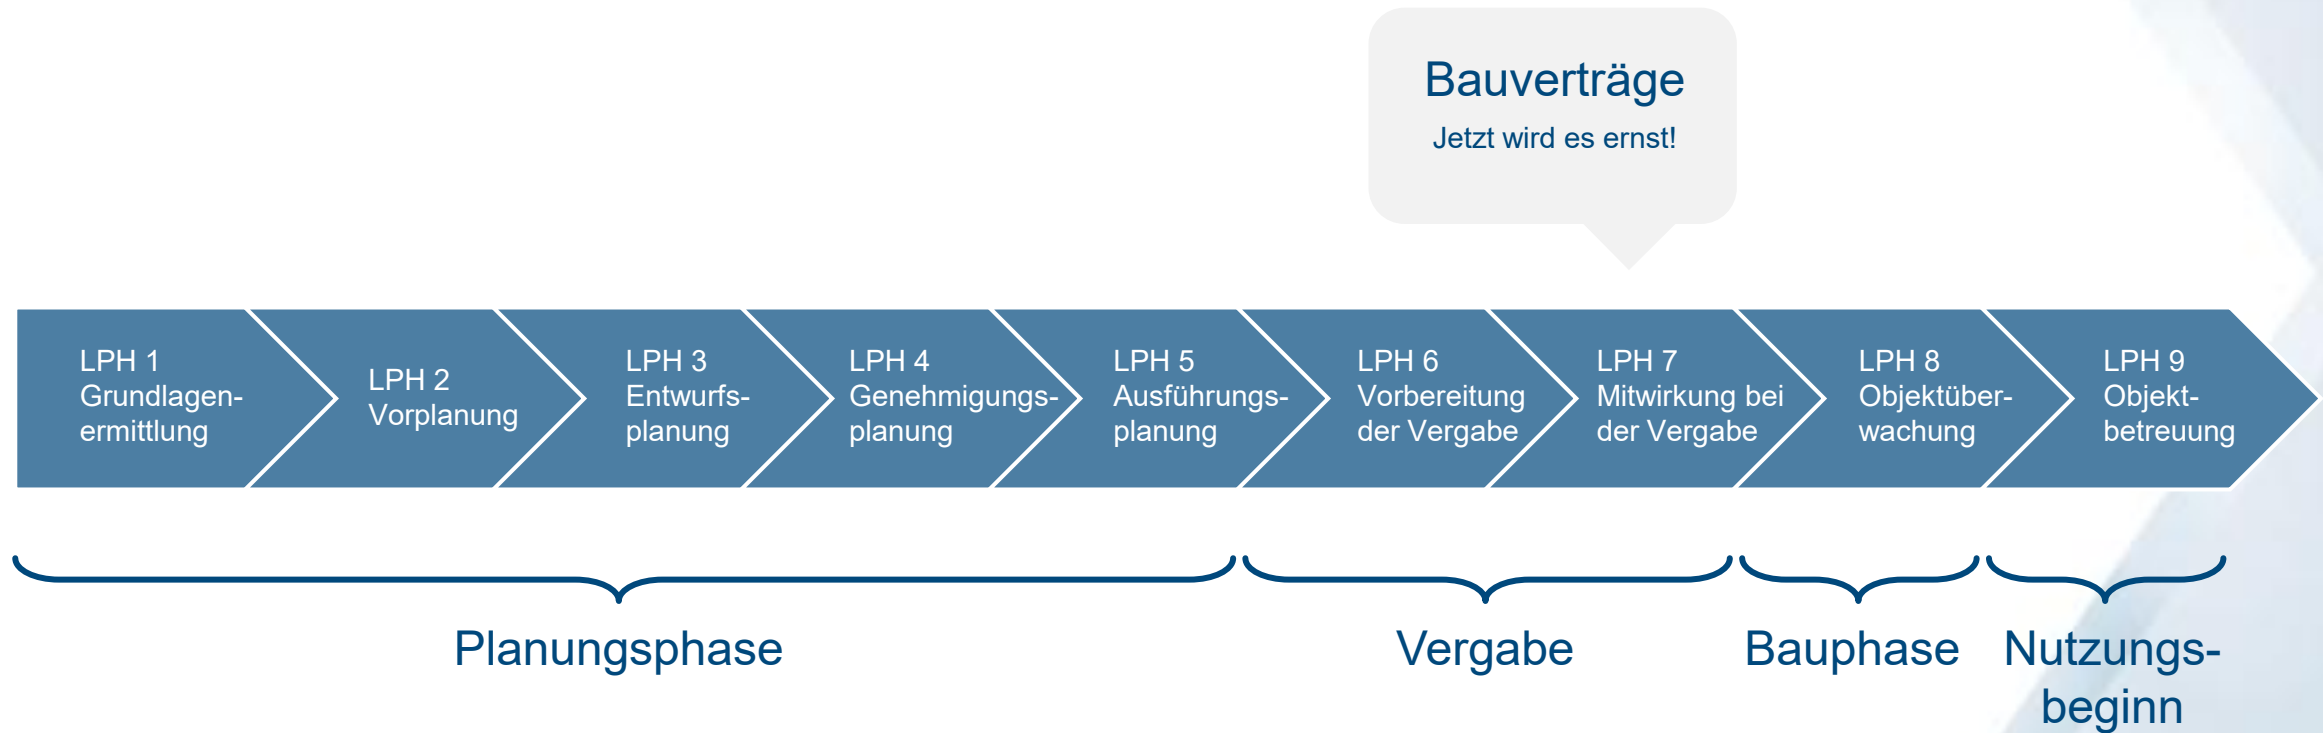 Bauverträge
Jetzt wird es ernst!
LPH 1
Grundlagen-
ermittlung
LPH 2
Vorplanung
LPH 3
Entwurfs-
planung
LPH 4
Genehmigungs-
planung
LPH 5
Ausführungs-
planung
LPH 6
Vorbereitung
der Vergabe
LPH 7
Mitwirkung bei
der Vergabe
LPH 8
Objektüber-
wachung
LPH 9
Objekt-
betreuung
Planungsphase
Vergabe
Bauphase
Nutzungs-
beginn